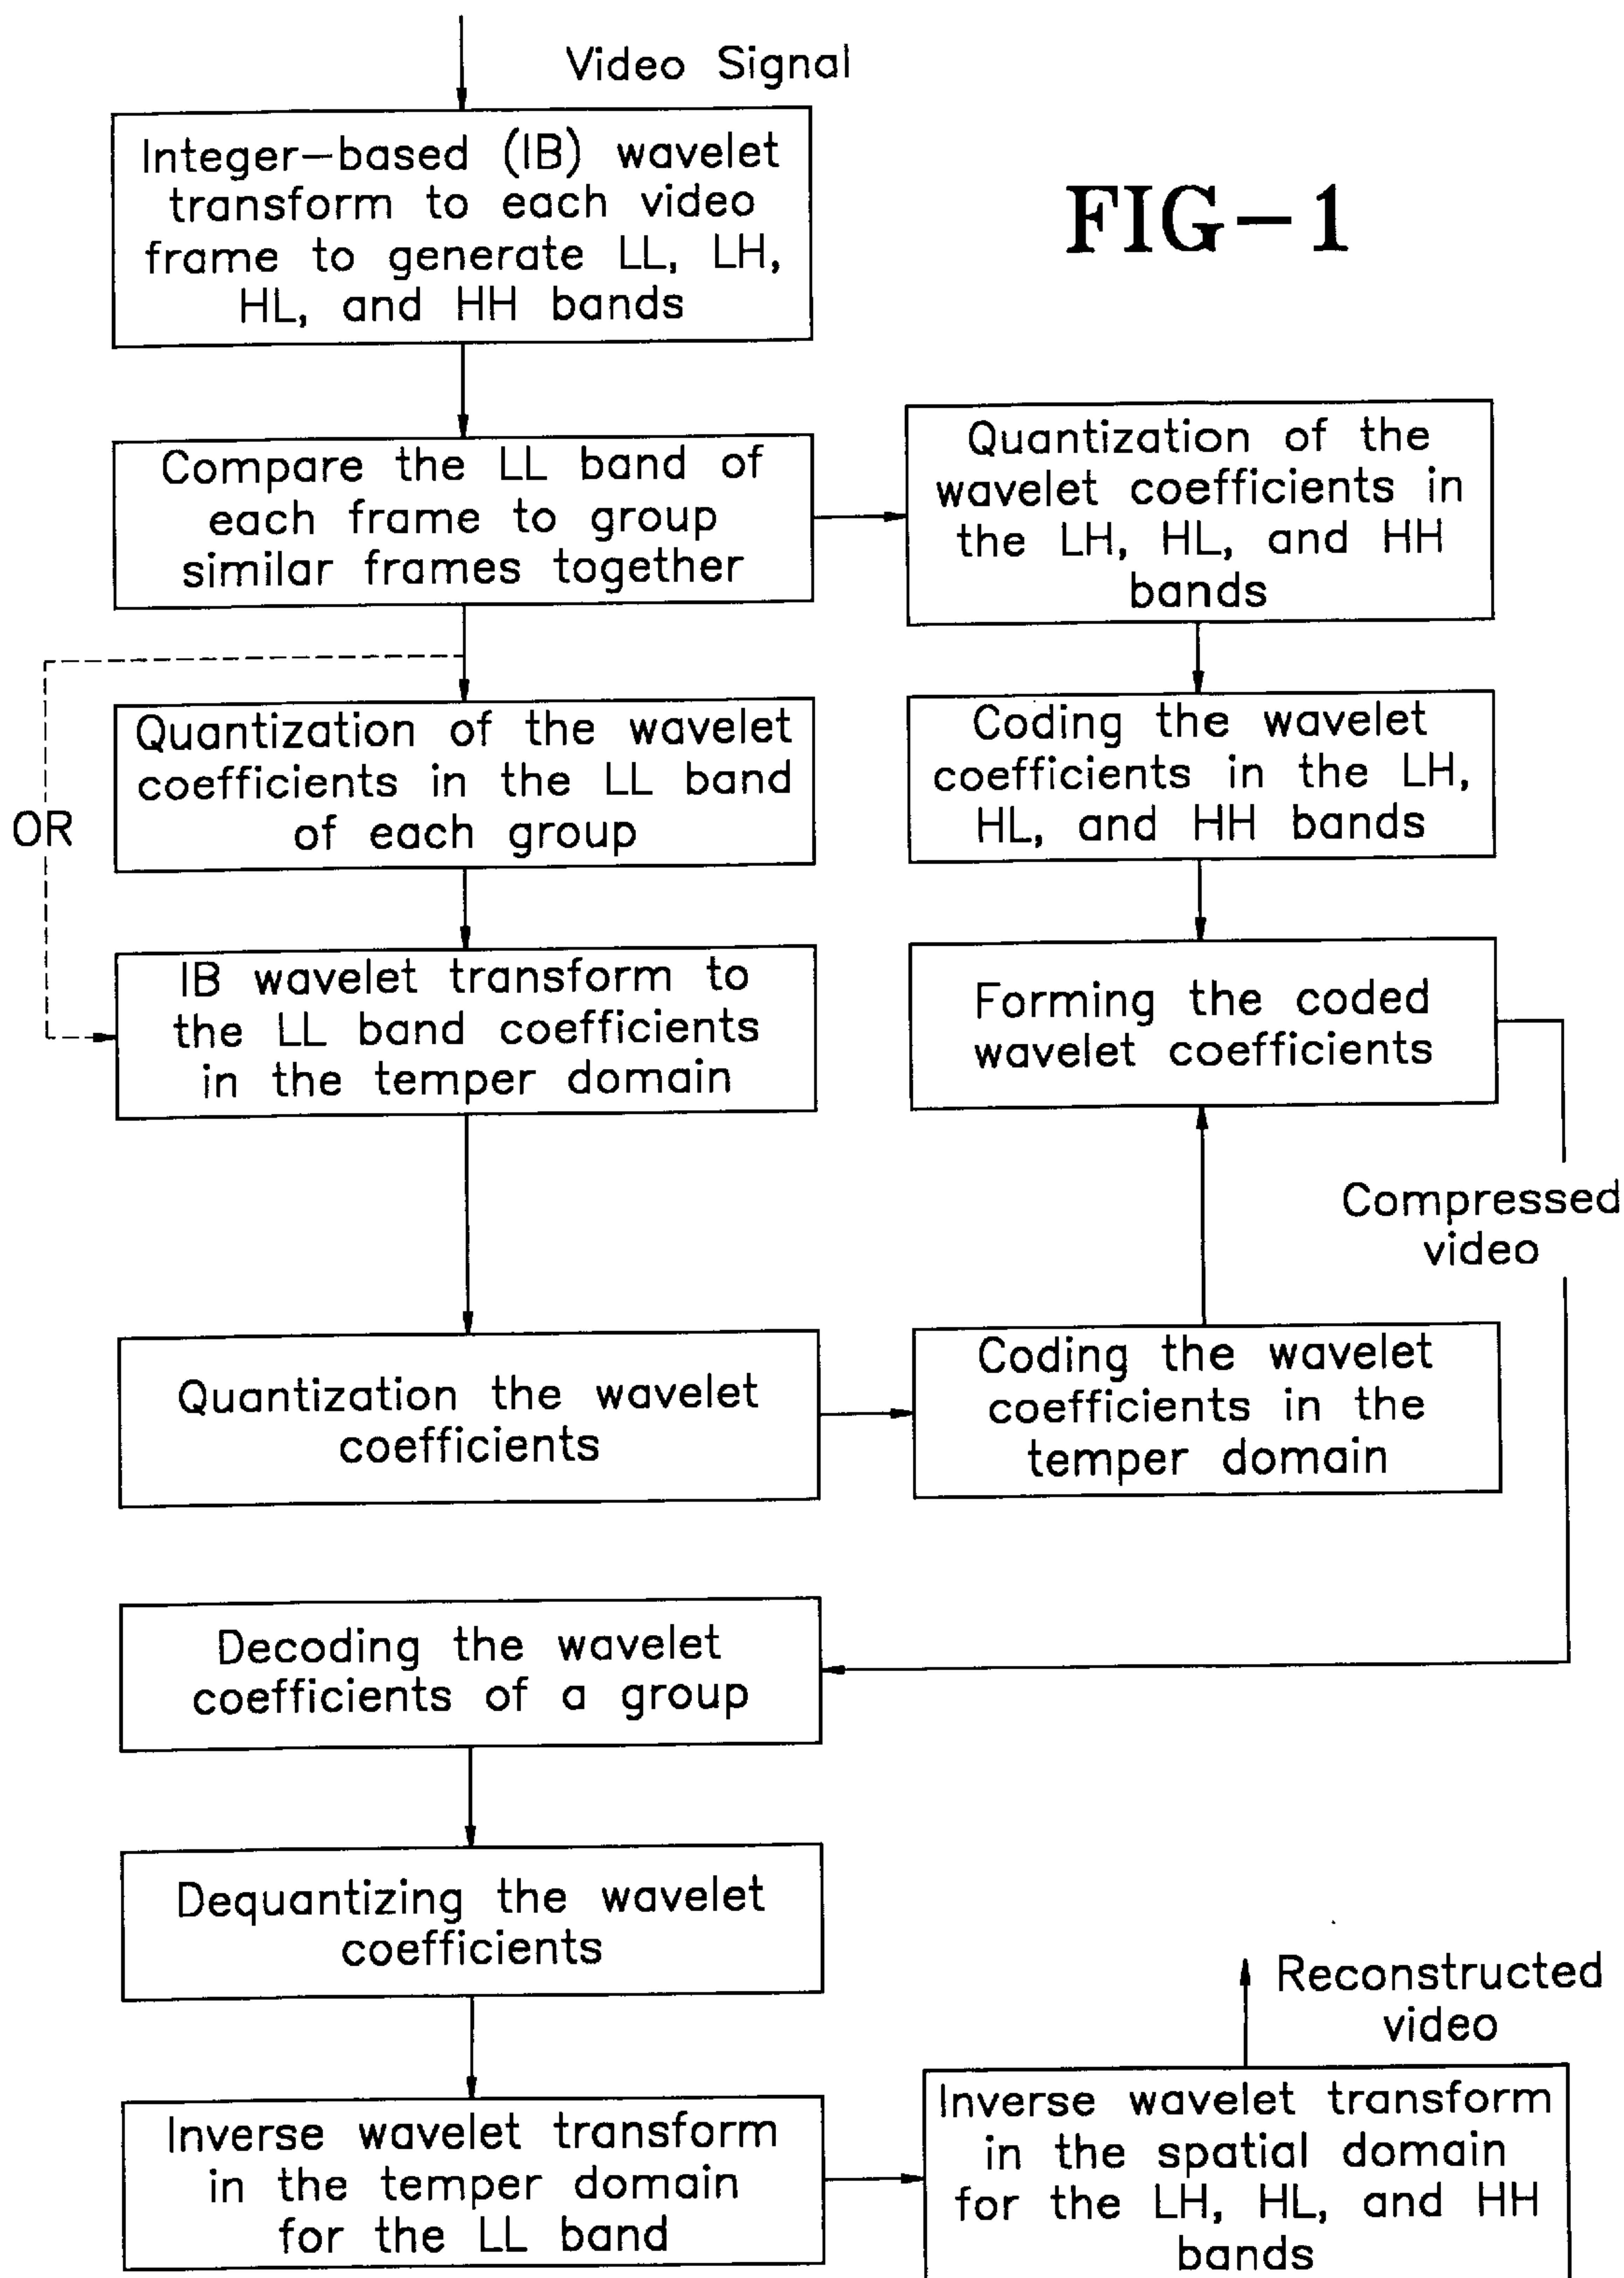 Video Signal
FIG-1
Integer-based (IB) wavelet
transform to each video
frame to generate LL, LH,
HL, and HH bands
Compare the LL band of
each frame to group
similar frames together
Quantization of the
wavelet coefficients in
the LH, HL, and HH
bands
Quantization of the wavelet
coefficients in the LL band
of each group
OR
Coding the wavelet
coefficients in the LH,
HL, and HH bands
IB wavelet transform to
the LL band coefficients
in the temper domain
Forming the coded
wavelet coefficients
Compressed
video
Quantization the wavelet
coefficients
Coding the wavelet
coefficients in the
temper domain
Decoding the wavelet
coefficients of a group
Dequantizing the wavelet
coefficients
Reconstructed
video
Inverse wavelet transform
in the temper domain
for the LL band
Inverse wavelet transform
in the spatial domain
for the LH, HL, and HH
bands